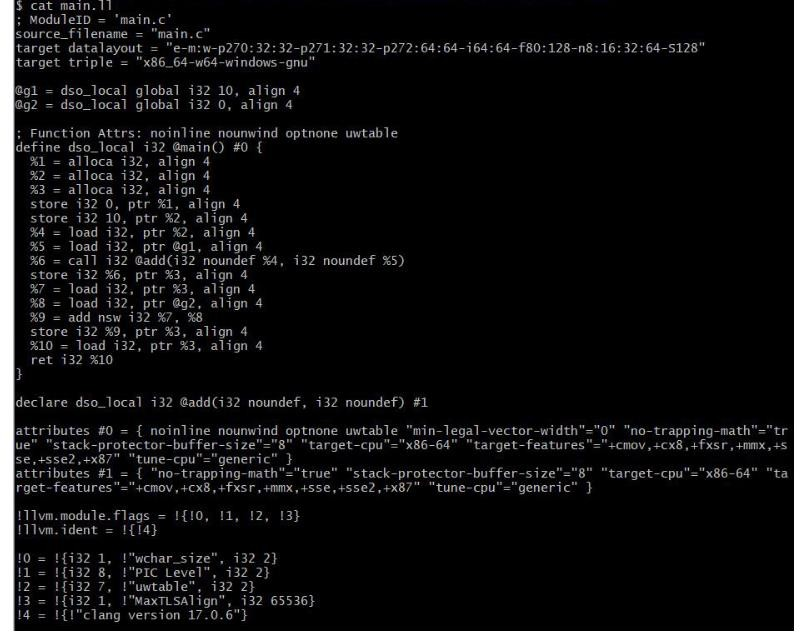 $ cat main.ll
; ModuleID = 'main.c'
source_filename = "main.c"
target datalayout = "e-m:w-p270:32:32-p271:32:32-p272:64:64-i64:64-f80:128-n8:16:32:64-S128"
target triple = "x86_64-w64-windows-gnu"

@g1 = dso_local global i32 10, align 4
@g2 = dso_local global i32 0, align 4

; Function Attrs: noinline nounwind optnone uwtable
define dso_local i32 @main() #0 {
  %1 = alloca i32, align 4
  %2 = alloca i32, align 4
  %3 = alloca i32, align 4
  store i32 0, ptr %1, align 4
  store i32 10, ptr %2, align 4
  %4 = load i32, ptr %2, align 4
  %5 = load i32, ptr @g1, align 4
  %6 = call i32 @add(i32 noundef %4, i32 noundef %5)
  store i32 %6, ptr %3, align 4
  %7 = load i32, ptr %3, align 4
  %8 = load i32, ptr @g2, align 4
  %9 = add nsw i32 %7, %8
  store i32 %9, ptr %3, align 4
  %10 = load i32, ptr %3, align 4
  ret i32 %10
}

declare dso_local i32 @add(i32 noundef, i32 noundef) #1

attributes #0 = { noinline nounwind optnone uwtable "min-legal-vector-width"="0" "no-trapping-math"="tr
ue" "stack-protector-buffer-size"="8" "target-cpu"="x86-64" "target-features"="+cmov,+cx8,+fxsr,+mmx,+s
se,+sse2,+x87" "tune-cpu"="generic" }
attributes #1 = { "no-trapping-math"="true" "stack-protector-buffer-size"="8" "target-cpu"="x86-64" "ta
rget-features"="+cmov,+cx8,+fxsr,+mmx,+sse,+sse2,+x87" "tune-cpu"="generic" }

!llvm.module.flags = !{!0, !1, !2, !3}
!llvm.ident = !{!4}

!0 = !{i32 1, !"wchar_size", i32 2}
!1 = !{i32 8, !"PIC Level", i32 2}
!2 = !{i32 7, !"uwtable", i32 2}
!3 = !{i32 1, !"MaxTLSAlign", i32 65536}
!4 = !{!"clang version 17.0.6"}